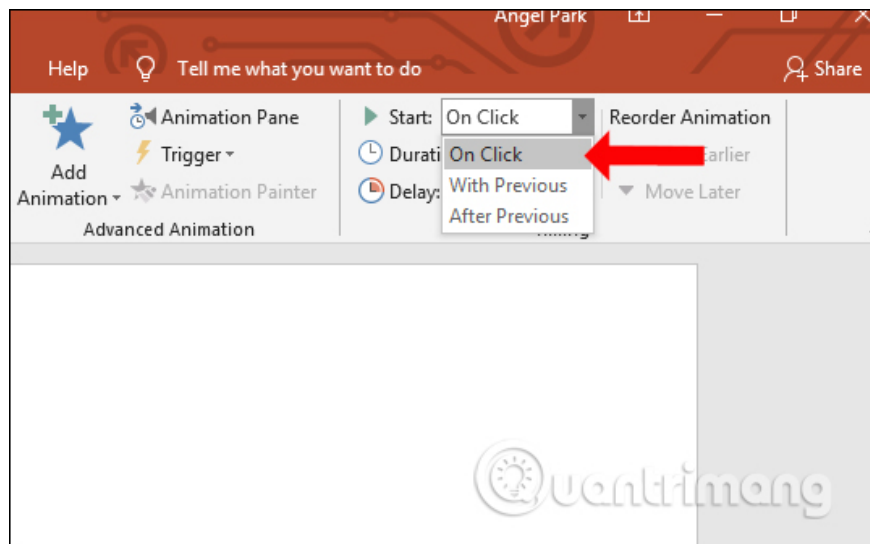 Angel Park
Help
Tell me what you want to do
Share
Add
Animation
Animation Pane
Trigger
Animation Painter
Advanced Animation
Start: On Click
Delay:
On Click
With Previous
After Previous
Reorder Animation
Move Later
Quantrimang